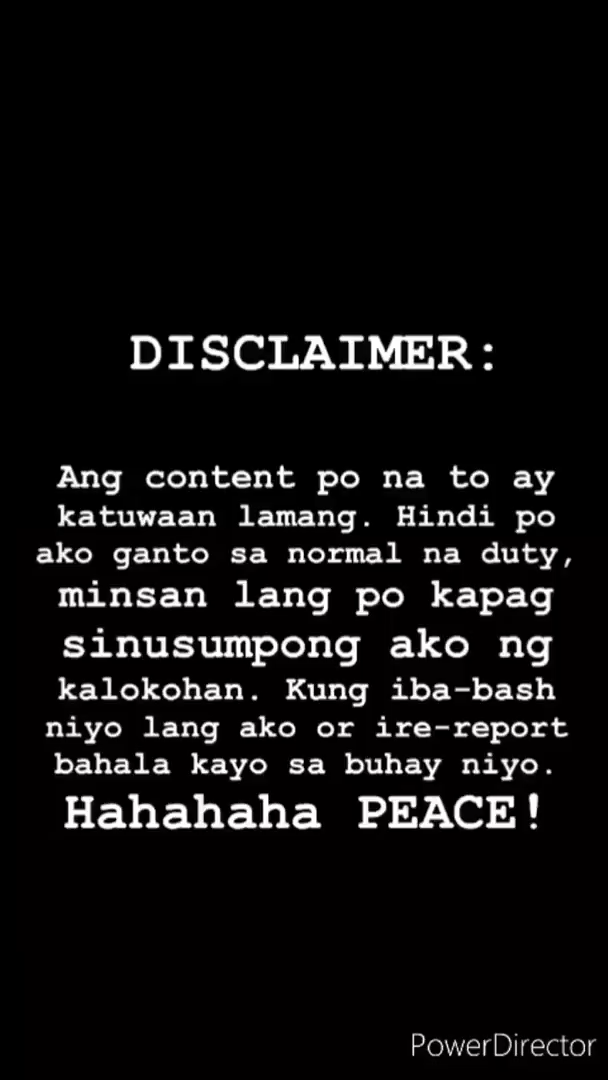 DISCLAIMER:
Ang content po na to ay
katuwaan lamang. Hindi po
ako ganto sa normal na duty,
minsan lang po kapag
sinusumpong ako ng
kalokohan. Kung iba-bash
niyo lang ako or ire-report
bahala kayo sa buhay niyo.
Hahahaha PEACE!
PowerDirector